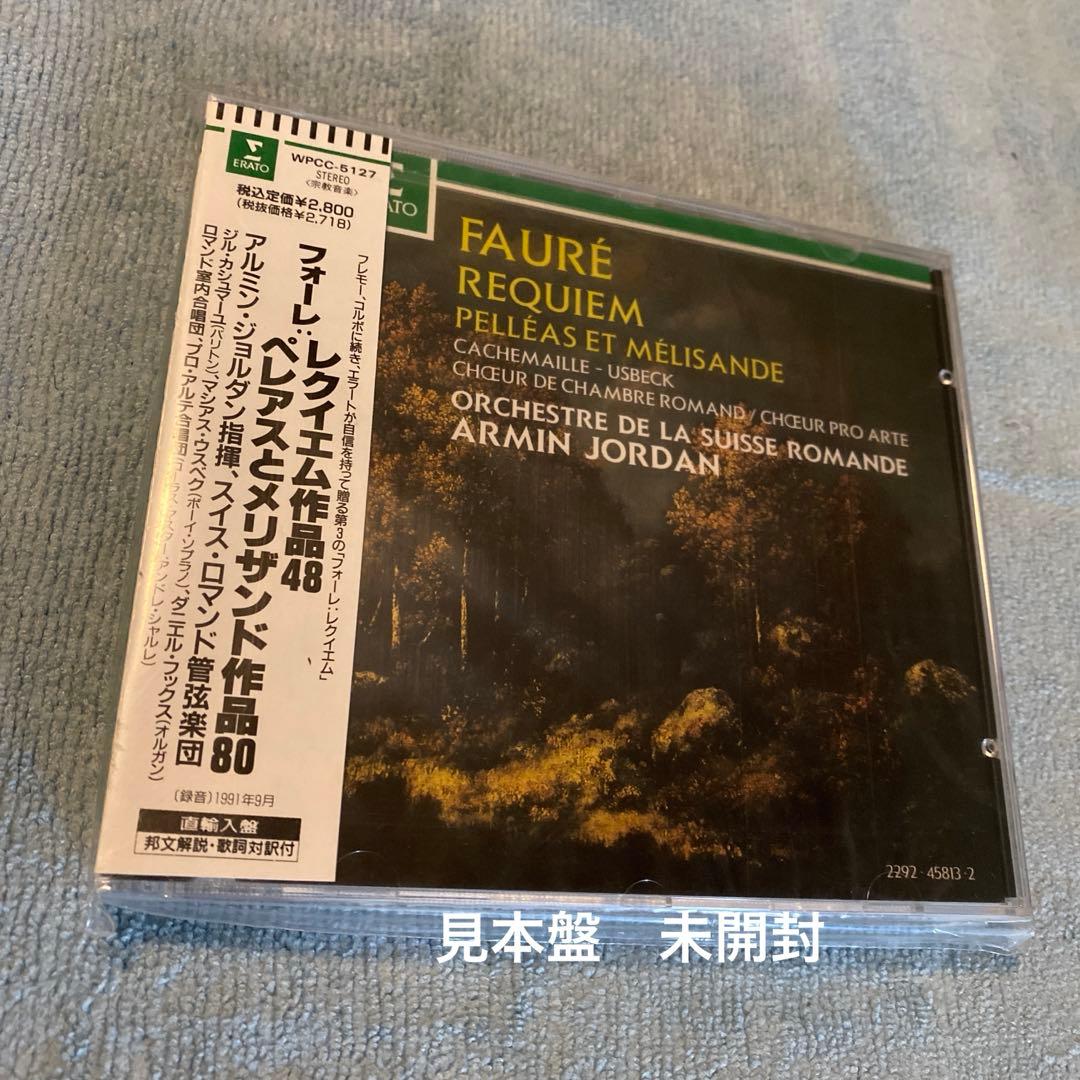 ERATO
WPCC-5127
STEREO
〈宗教音楽〉
税込定価¥2.800
(税抜価格¥2.718)
フレモー、コルボに続き、エラートが自信を持って贈る第3の「フォーレ:レクイエム」
フォーレ:レクイエム作品48
ペレアスとメリザンド作品80
アルミン・ジョルダン指揮、スイス・ロマンド管弦楽団
ジル・カシュマーユ(バリトン)、マシアス・ウスベク(ボーイ・ソプラノ)、ダニエル・フックス(オルガン)
ロマンド室内合唱団、プロ・アルテ合唱団
アンドレ・シャルレ)
(録音)1991年9月
直輸入盤
邦文解説・歌詞対訳付
FAURÉ
REQUIEM
PELLÉAS ET MÉLISANDE
CACHEMAILLE - USBECK
CHŒUR DE CHAMBRE ROMAND / CHŒUR PRO ARTE
ORCHESTRE DE LA SUISSE ROMANDE
ARMIN JORDAN
2292 - 45813 - 2
見本盤 未開封